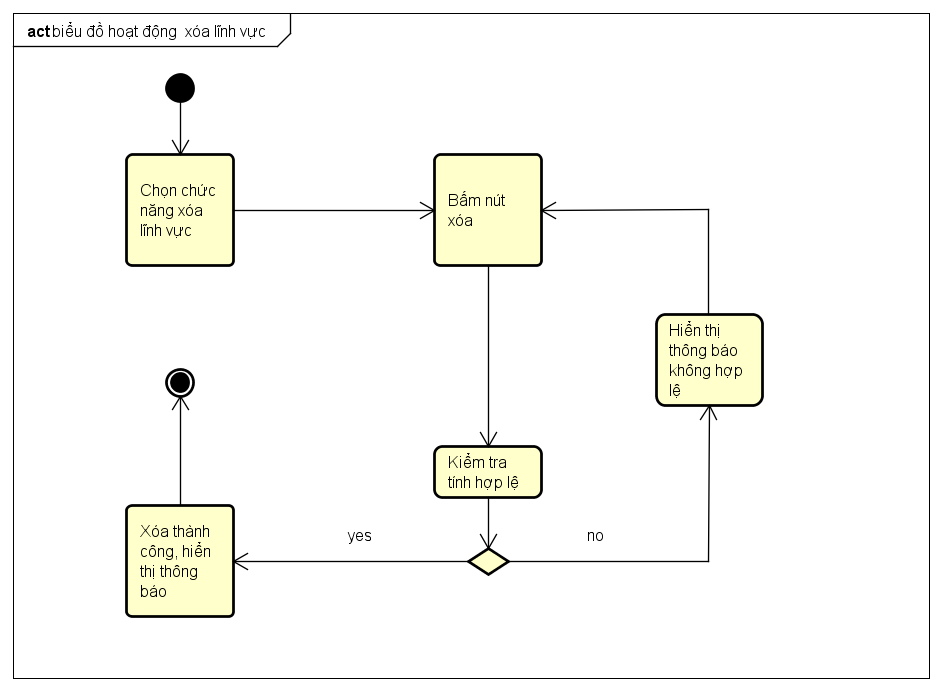 act biểu đồ hoạt động xóa lĩnh vực
Chọn chức
năng xóa
lĩnh vực
Bấm nút
xóa
Hiển thị
thông báo
không hợp
lệ
Kiểm tra
tính hợp lệ
yes
no
Xóa thành
công, hiển
thị thông
báo